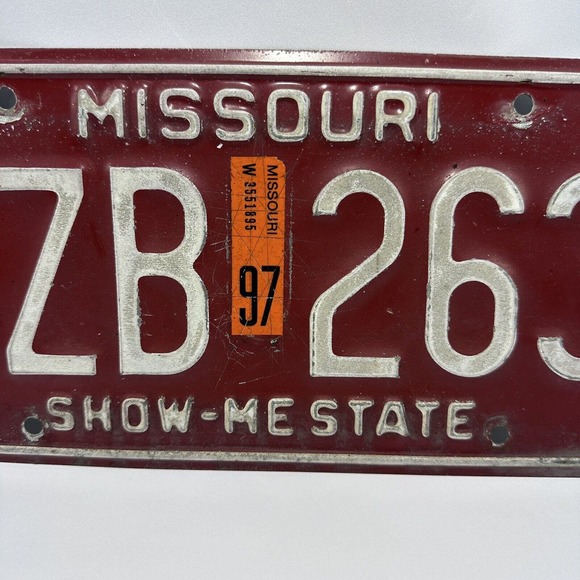 MISSOURI
ZB 263
MISSOURI
W 3551895
97
SHOW-ME STATE